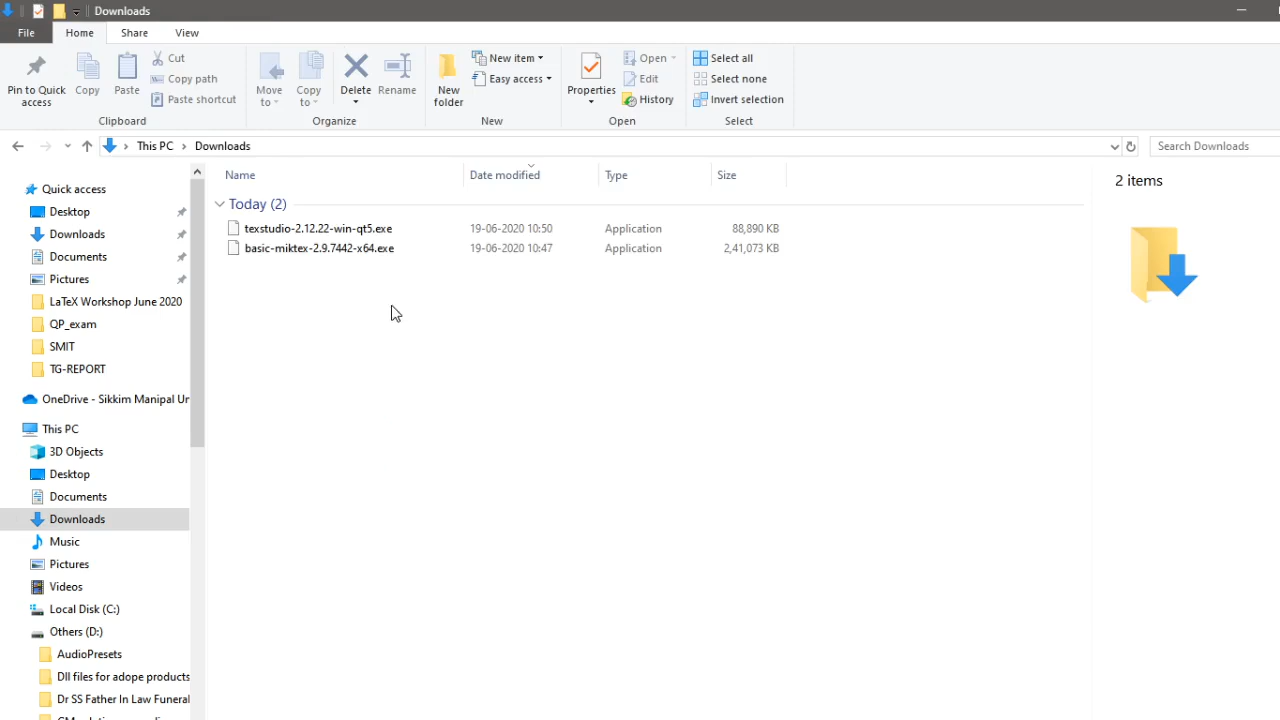 Downloads
File Home Share View
Pin to Quick access
Copy
Paste
Cut
Copy path
Paste shortcut
Clipboard
Move to
Copy to
Delete
Rename
Organize
New folder
New item
Easy access
New
Properties
Open
Edit
History
Open
Select all
Select none
Invert selection
Select
This PC > Downloads
Search Downloads
Quick access
Desktop
Downloads
Documents
Pictures
LaTeX Workshop June 2020
QP_exam
SMIT
TG-REPORT
OneDrive - Sikkim Manipal Un
This PC
3D Objects
Desktop
Documents
Downloads
Music
Pictures
Videos
Local Disk (C:)
Others (D:)
AudioPresets
Dll files for adope products
Dr SS Father In Law Funeral
Name Date modified Type Size
Today (2)
texstudio-2.12.22-win-qt5.exe 19-06-2020 10:50 Application 88,890 KB
basic-miktex-2.9.7442-x64.exe 19-06-2020 10:47 Application 2,41,073 KB
2 items